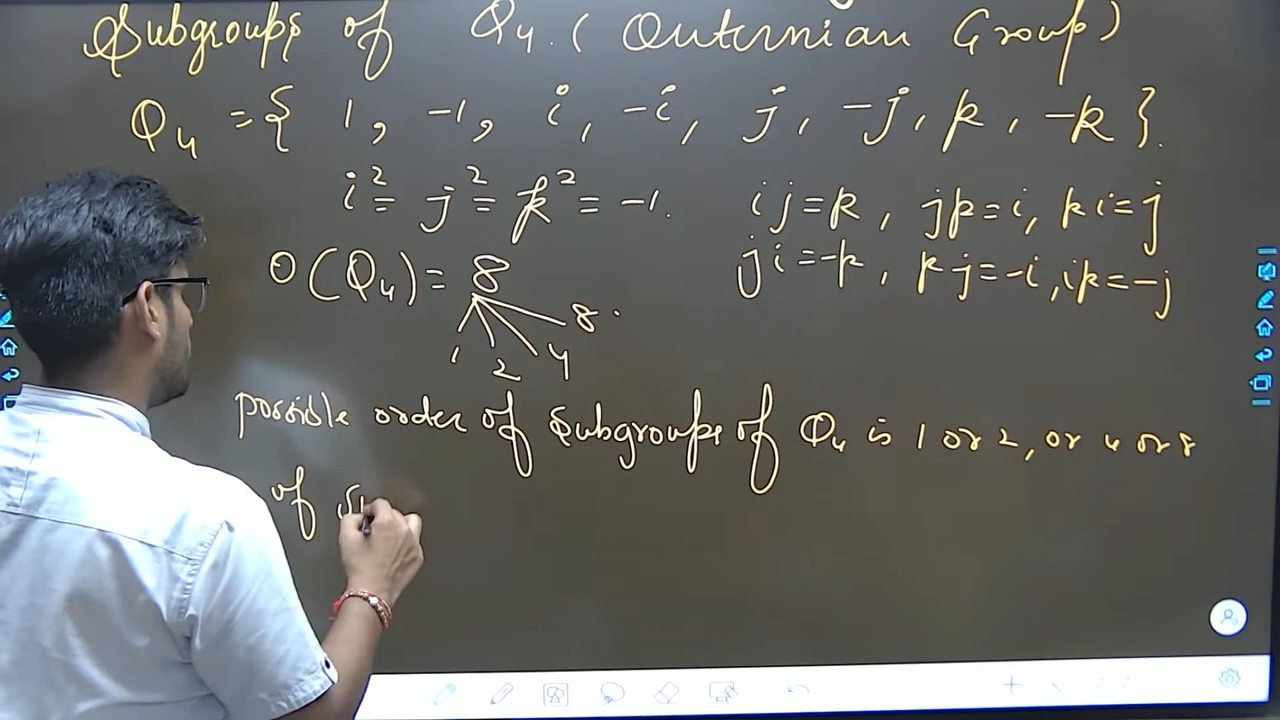 Subgroups of Q₄. (Quternian Group)
Q₄ = { 1, -1, i, -i, j, -j, k, -k }.
i² = j² = k² = -1. ij=k, jk=i, ki=j
ji=-k, kj=-i, ik=-j
O(Q₄) = 8
1 2 4 8.
possible order of Subgroups of Q₄ is 1 or 2, or 4 or 8
of